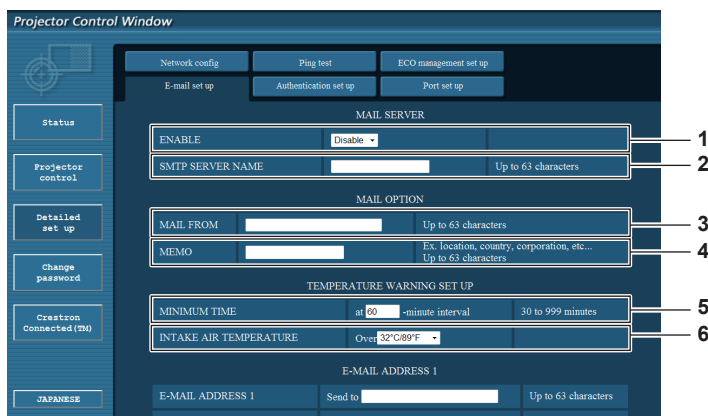 Projector Control Window
Network config Ping test ECO management set up
E-mail set up Authentication set up Port set up
Status
Projector control
Detailed set up
Change password
Crestron Connected(TM)
JAPANESE
MAIL SERVER
ENABLE Disable 1
SMTP SERVER NAME Up to 63 characters 2
MAIL OPTION
MAIL FROM Up to 63 characters 3
MEMO Ex. location, country, corporation, etc... 4
Up to 63 characters
TEMPERATURE WARNING SET UP
MINIMUM TIME at 60 -minute interval 30 to 999 minutes 5
INTAKE AIR TEMPERATURE Over 32°C/89°F 6
E-MAIL ADDRESS 1
E-MAIL ADDRESS 1 Send to Up to 63 characters